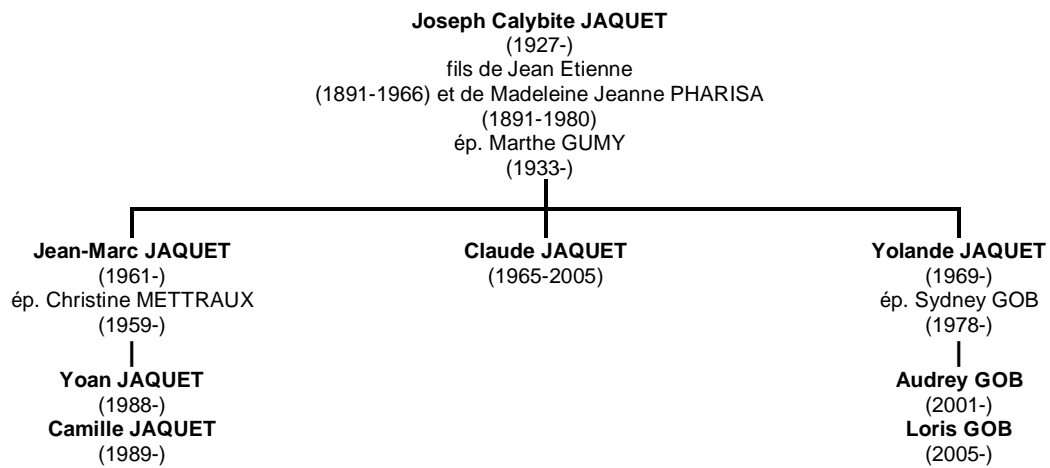 Joseph Calybite JAQUET
(1927-)
fils de Jean Etienne
(1891-1966) et de Madeleine Jeanne PHARISA
(1891-1980)
ép. Marthe GUMY
(1933-)
Jean-Marc JAQUET
(1961-)
ép. Christine METTRAUX
(1959-)
Yoan JAQUET
(1988-)
Camille JAQUET
(1989-)
Claude JAQUET
(1965-2005)
Yolande JAQUET
(1969-)
ép. Sydney GOB
(1978-)
Audrey GOB
(2001-)
Loris GOB
(2005-)